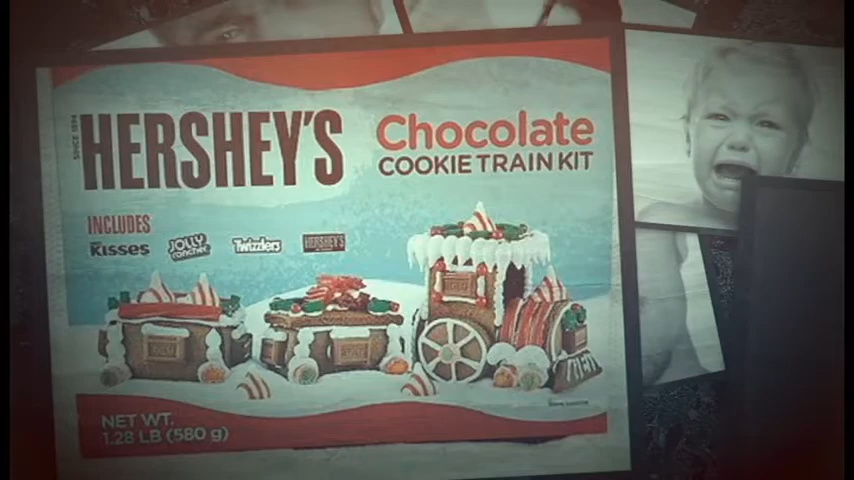 SINCE 1894
HERSHEY'S
Chocolate
COOKIE TRAIN KIT
INCLUDES
Kisses
JOLLY RANCHER
Twizzlers
HERSHEY'S
NET WT.
1.28 LB (580 g)